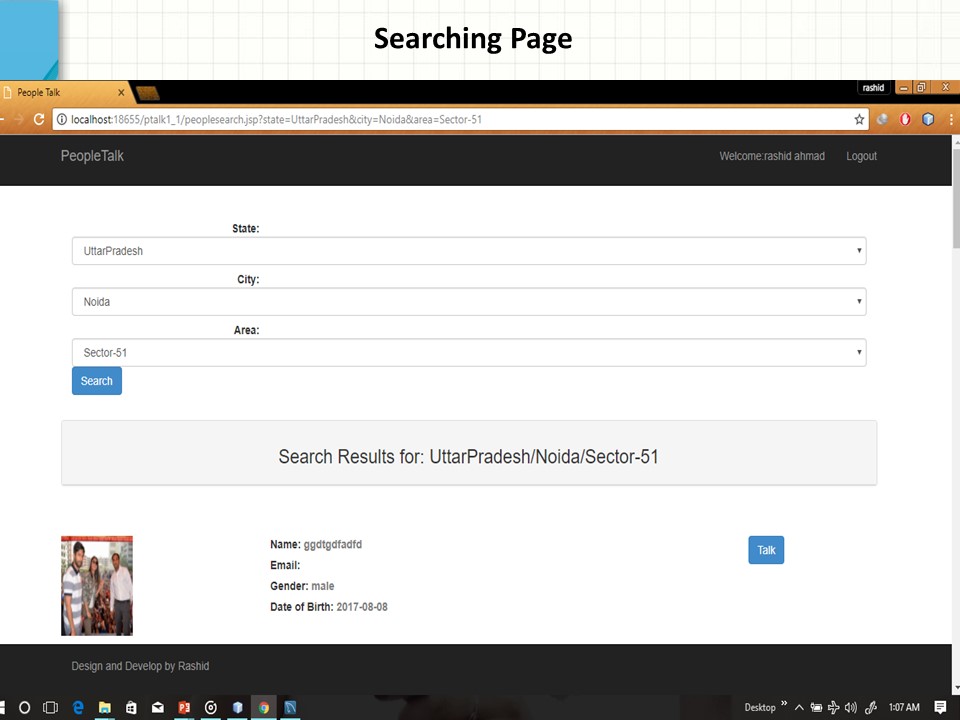 Searching Page
People Talk
rashid
localhost:18655/ptalk1_1/peoplesearch.jsp?state=UttarPradesh&city=Noida&area=Sector-51
PeopleTalk
Welcome:rashid ahmad
Logout
State:
UttarPradesh
City:
Noida
Area:
Sector-51
Search
Search Results for: UttarPradesh/Noida/Sector-51
Name: ggdtgdfadfd
Talk
Email:
Gender: male
Date of Birth: 2017-08-08
Design and Develop by Rashid
Desktop
1:07 AM